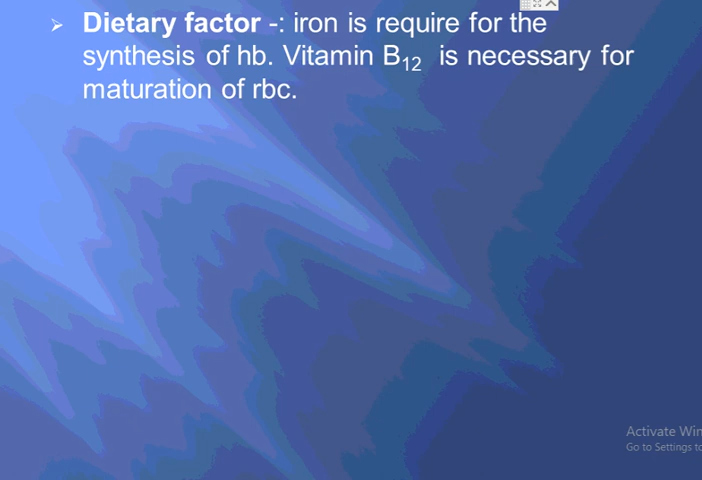 ➢ Dietary factor -: iron is require for the
synthesis of hb. Vitamin B₁₂ is necessary for
maturation of rbc.
Activate Win
Go to Settings to